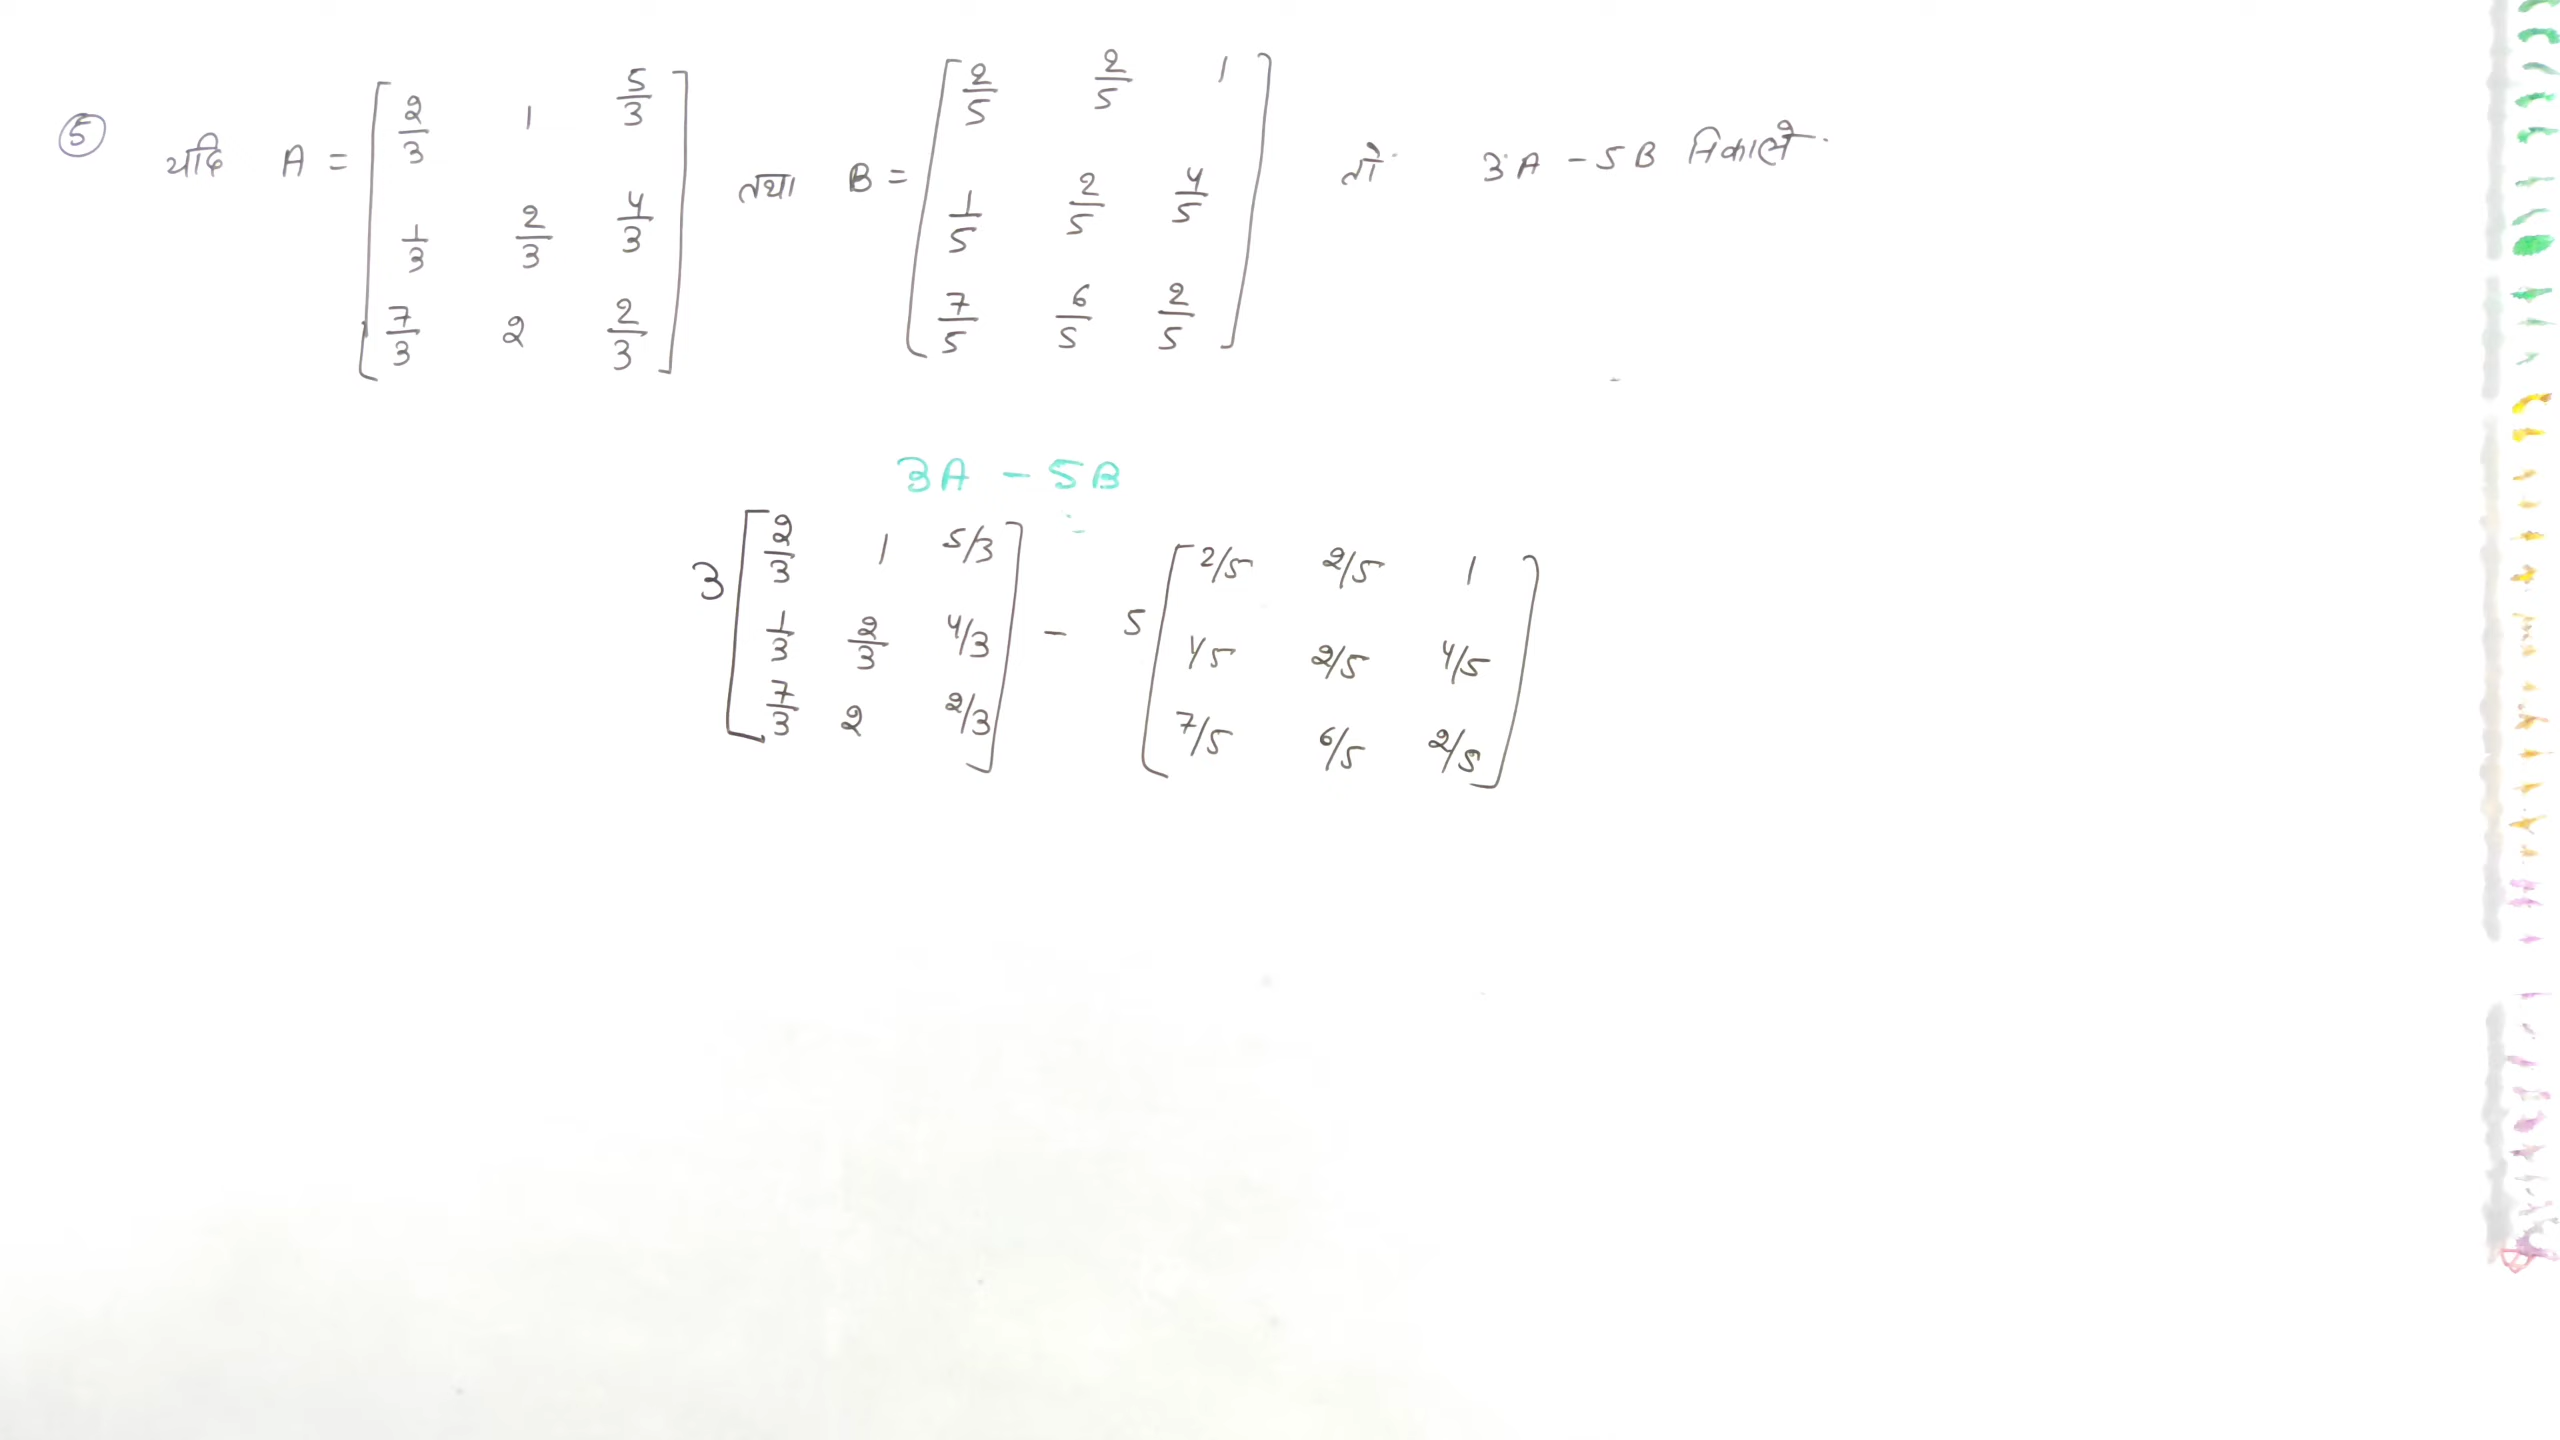 ⑤ यदि A = [ 2/3 1 5/3
1/3 2/3 4/3
7/3 2 2/3 ] तथा B = [ 2/5 2/5 1
1/5 2/5 4/5
7/5 6/5 2/5 ] तो 3A - 5B निकाले.
3A - 5B
3 [ 2/3 1 5/3
1/3 2/3 4/3
7/3 2 2/3 ] - 5 [ 2/5 2/5 1
1/5 2/5 4/5
7/5 6/5 2/5 ]